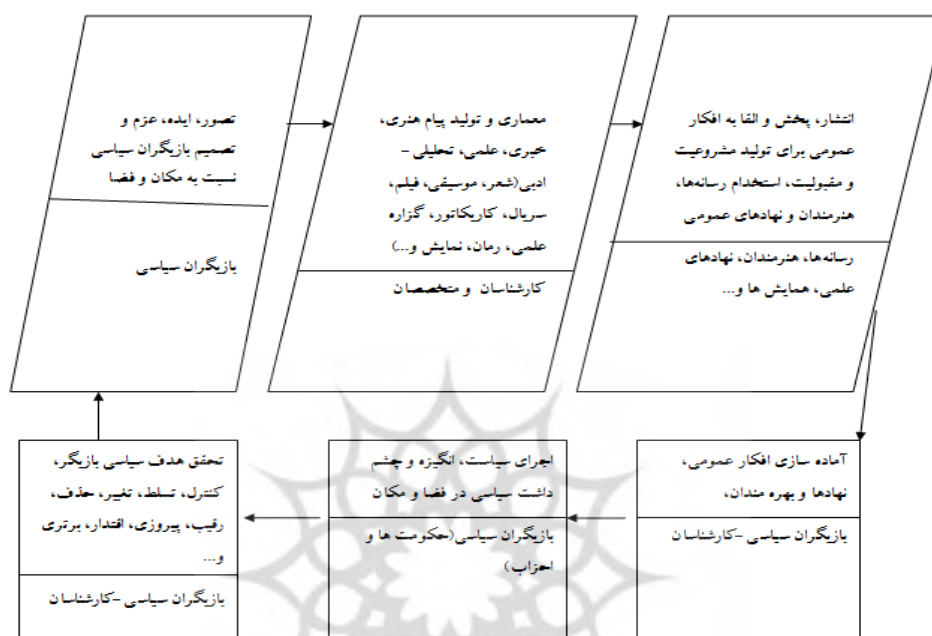 تصور، ایده، عزم و
تصمیم بازیگران سیاسی
نسبت به مکان و فضا
بازیگران سیاسی
معماری و تولید پیام هنری،
خبری، علمی، تحلیلی -
ادبی(شعر، موسیقی، فیلم،
سریال، کاریکاتور، گزاره
علمی، رمان، نمایش و...)
کارشناسان و متخصصان
انتشار، پخش و القا به افکار
عمومی برای تولید مشروعیت
و مقبولیت، استخدام رسانه‌ها،
هنرمندان و نهادهای عمومی
رسانه‌ها، هنرمندان، نهادهای
علمی، همایش ها و...
آماده سازی افکار عمومی،
نهادها و بهره مندان،
بازیگران سیاسی -کارشناسان
اجرای سیاست، انگیزه و چشم
داشت سیاسی در فضا و مکان
بازیگران سیاسی(حکومت ها و
احزاب)
تحقق هدف سیاسی بازیگر،
کنترل، تسلط، تغییر، حذف،
رقیب، پیروزی، اقتدار، برتری
و...
بازیگران سیاسی -کارشناسان